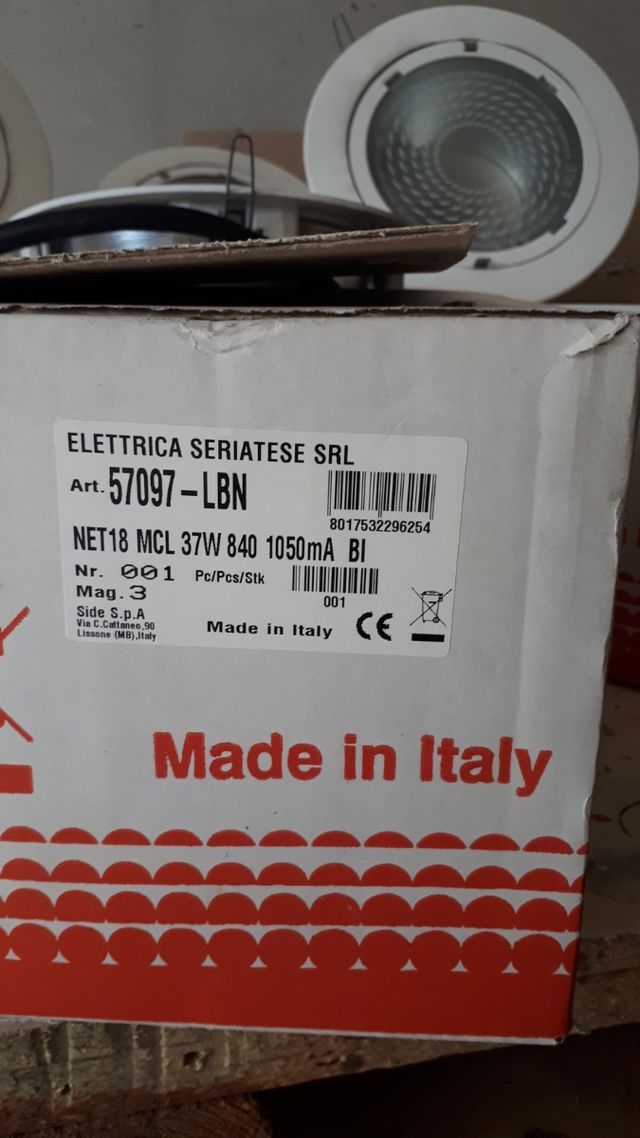 ELETTRICA SERIATESE SRL
Art. 57097-LBN
8017532296254
NET18 MCL 37W 840 1050mA BI
Nr. 001 Pc/Pcs/Stk
001
Mag. 3
Side S.p.A
Via C.Cattaneo,90
Lissone (MB),Italy
Made in Italy CE
Made in Italy